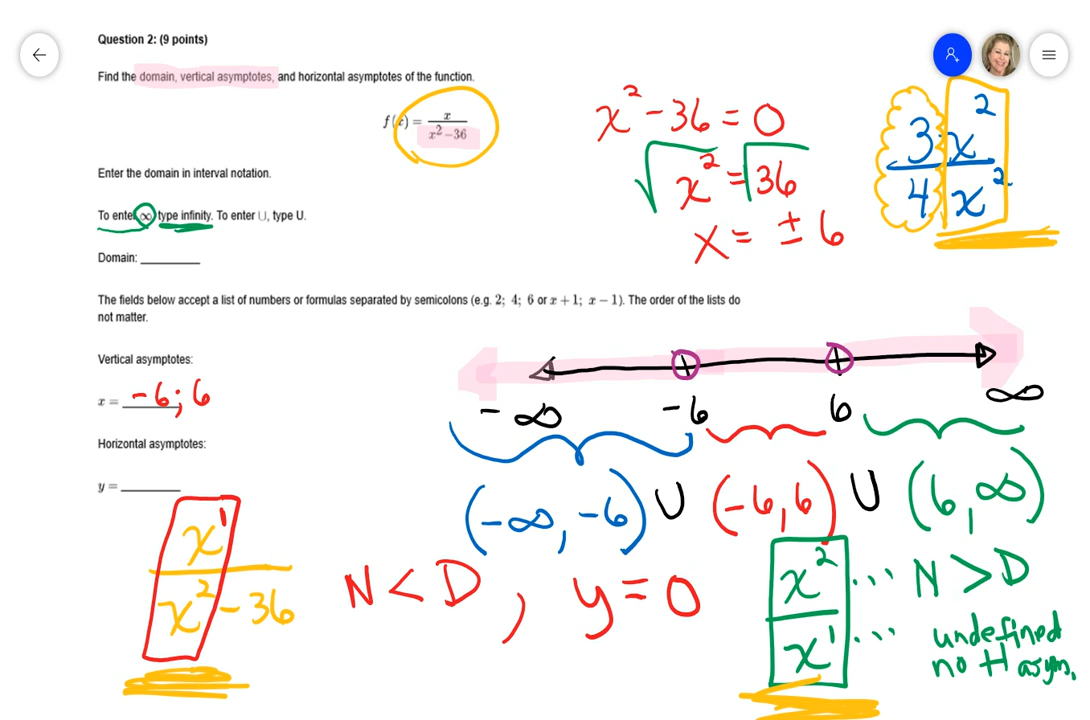 Question 2: (9 points)
Find the domain, vertical asymptotes, and horizontal asymptotes of the function.
f(x) = x / (x² − 36)
Enter the domain in interval notation.
To enter ∞ type infinity. To enter ∪, type U.
Domain: ________
The fields below accept a list of numbers or formulas separated by semicolons (e.g. 2; 4; 6 or x + 1; x − 1). The order of the lists do
not matter.
Vertical asymptotes:
x = -6; 6
Horizontal asymptotes:
y = ________
x² - 36 = 0
√x² = √36
x = ± 6
3x²
4x²
-∞ -6 6 ∞
(-∞, -6) U (-6, 6) U (6, ∞)
x¹
x² - 36
N < D, y = 0
x² ... N > D
x¹ ... undefined
no H asym.